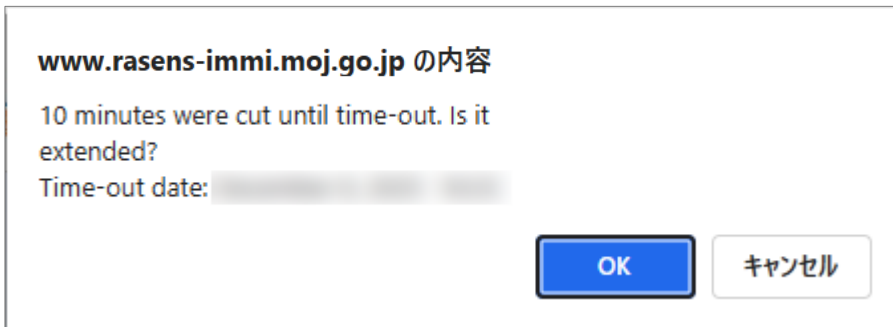 www.rasens-immi.moj.go.jp の内容
10 minutes were cut until time-out. Is it
extended?
Time-out date:
OK
キャンセル